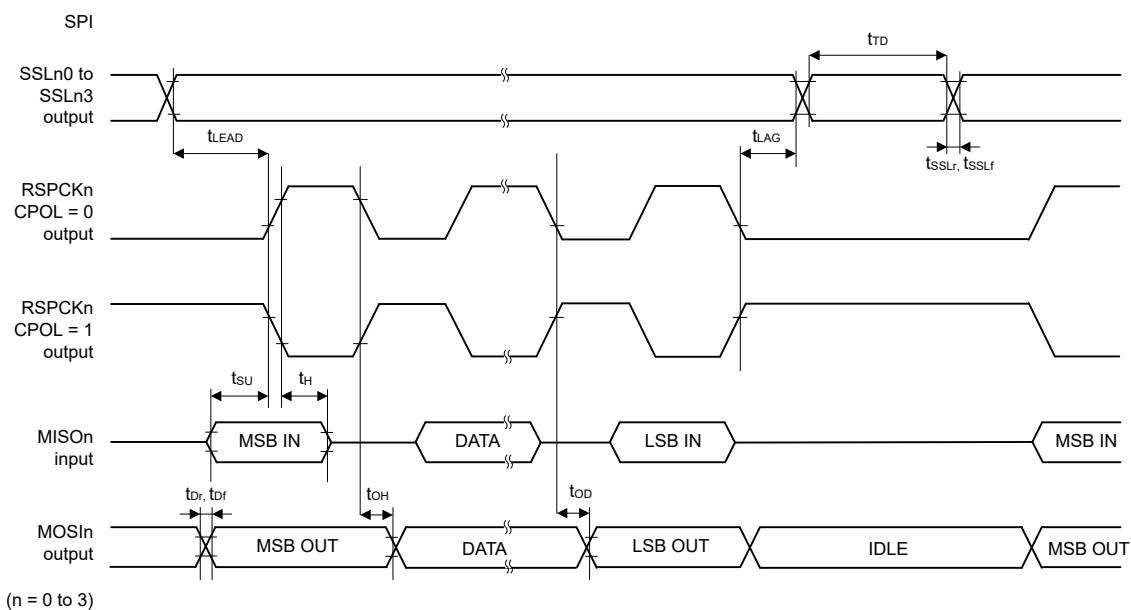 SPI
tTD
SSLn0 to
SSLn3
output
tLEAD
tLAG
tSSLr, tSSLf
RSPCKn
CPOL = 0
output
RSPCKn
CPOL = 1
output
tSU
tH
MISOn
input
MSB IN
DATA
LSB IN
MSB IN
tDr, tDf
tOH
tOD
MOSIn
output
MSB OUT
DATA
LSB OUT
IDLE
MSB OUT
(n = 0 to 3)